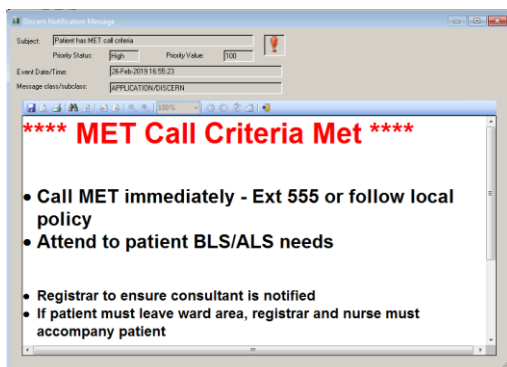 Discern Notification Message
Subject: Patient has MET call criteria
Priority Status: High Priority Value: 100
Event Date/Time: 26-Feb-2019 16:55:23
Message class/subclass: APPLICATION/DISCERN
100%
**** MET Call Criteria Met ****
• Call MET immediately - Ext 555 or follow local
policy
• Attend to patient BLS/ALS needs
• Registrar to ensure consultant is notified
• If patient must leave ward area, registrar and nurse must
accompany patient